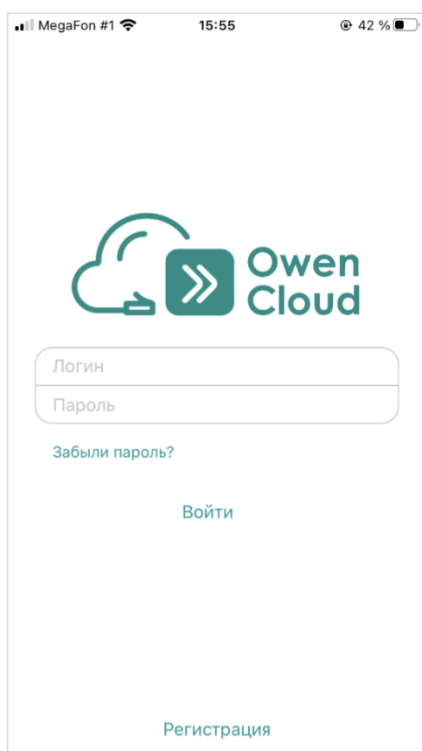 MegaFon #1 15:55 42 %
Owen
Cloud
Логин
Пароль
Забыли пароль?
Войти
Регистрация